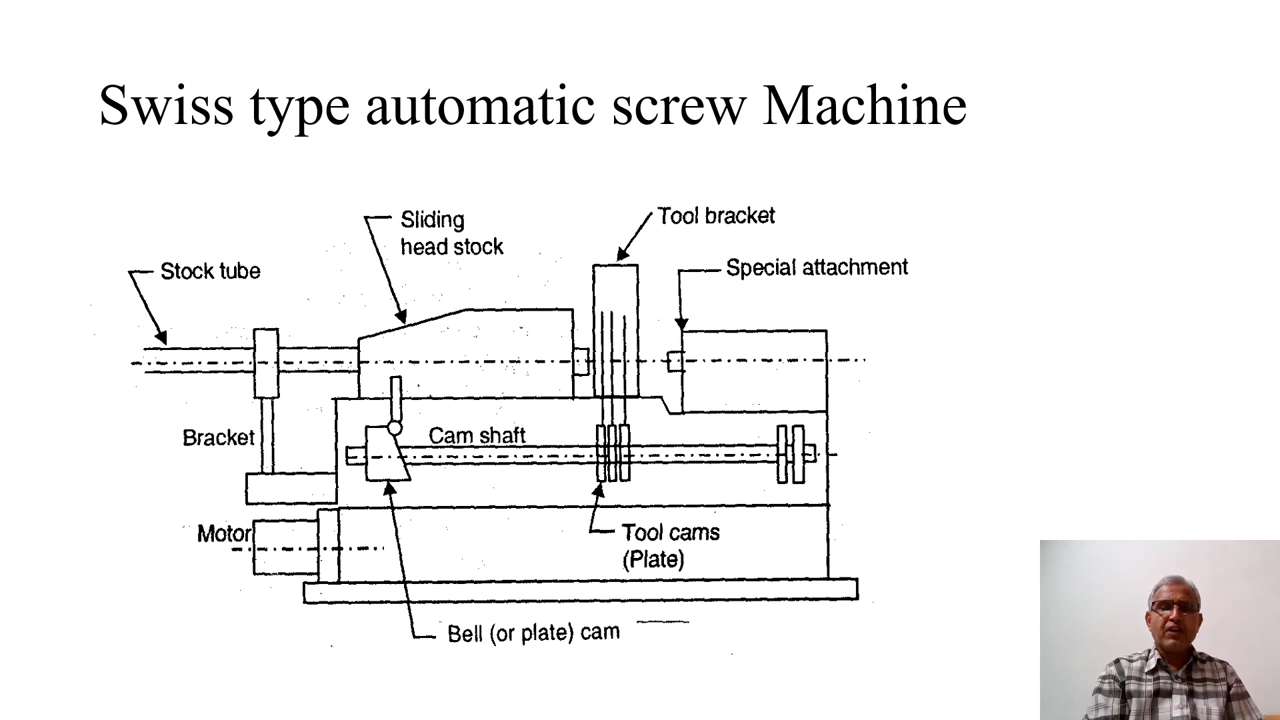 Swiss type automatic screw Machine
Tool bracket
Sliding
head stock
Special attachment
Stock tube
Cam shaft
Bracket
Motor
Tool cams
(Plate)
Bell (or plate) cam